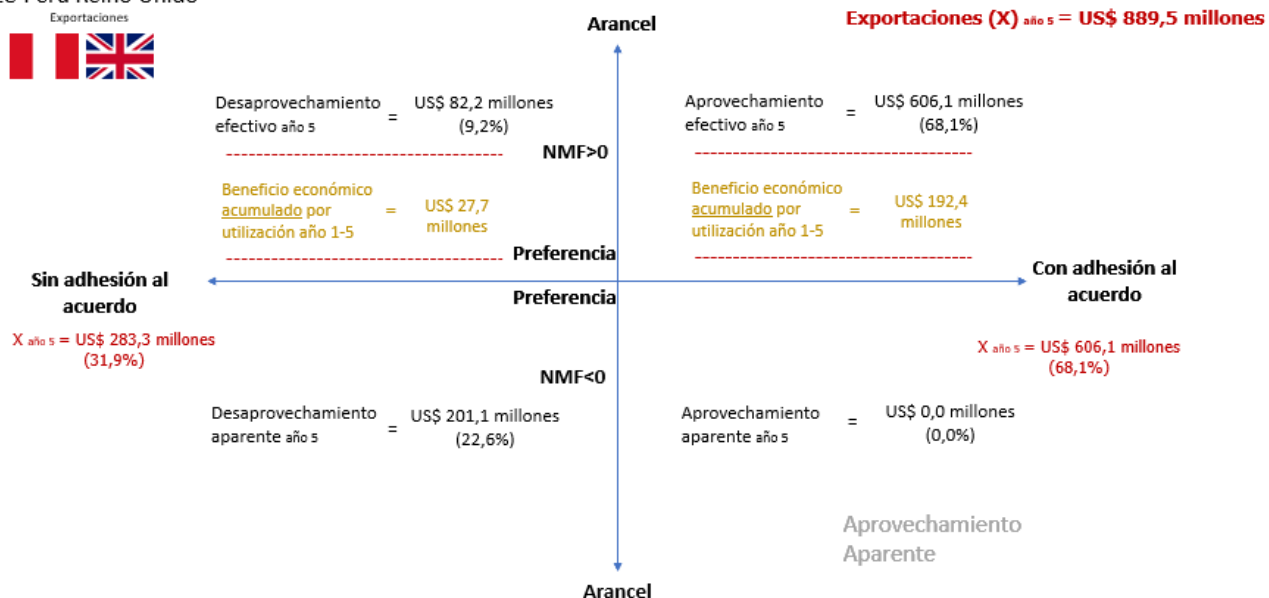 Perú Reino Unido
Exportaciones
Arancel
Exportaciones (X) año 5 = US$ 889,5 millones
Desaprovechamiento
efectivo año 5
=
US$ 82,2 millones
(9,2%)
Aprovechamiento
efectivo año 5
=
US$ 606,1 millones
(68,1%)
NMF>0
Beneficio económico
acumulado por
utilización año 1-5
=
US$ 27,7
millones
Beneficio económico
acumulado por
utilización año 1-5
=
US$ 192,4
millones
Preferencia
Sin adhesión al
acuerdo
Con adhesión al
acuerdo
Preferencia
X año 5 = US$ 283,3 millones
(31,9%)
X año 5 = US$ 606,1 millones
(68,1%)
NMF<0
Desaprovechamiento
aparente año 5
=
US$ 201,1 millones
(22,6%)
Aprovechamiento
aparente año 5
=
US$ 0,0 millones
(0,0%)
Aprovechamiento
Aparente
Arancel